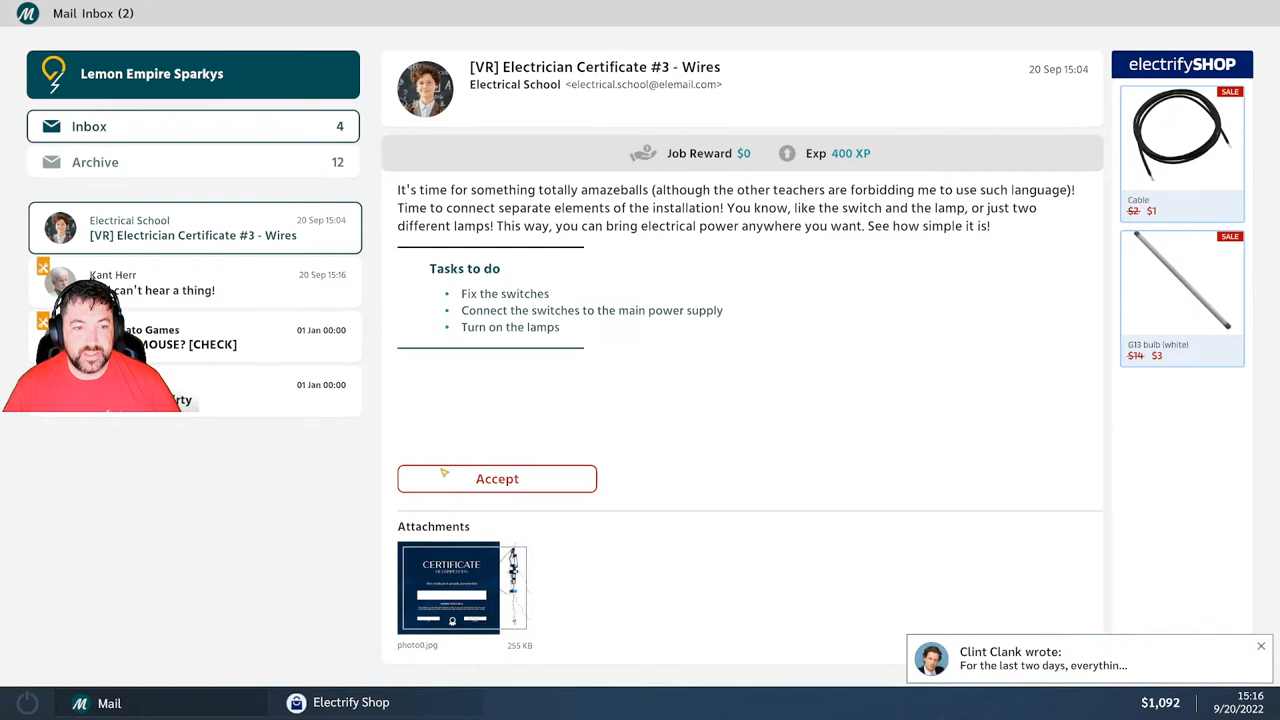 Mail Inbox (2)
Lemon Empire Sparkys
Inbox 4
Archive 12
Electrical School 20 Sep 15:04
[VR] Electrician Certificate #3 - Wires
Kant Herr 20 Sep 15:16
can't hear a thing!
ato Games 01 Jan 00:00
MOUSE? [CHECK]
01 Jan 00:00
rty
[VR] Electrician Certificate #3 - Wires
Electrical School <electrical.school@elemail.com>
20 Sep 15:04
Job Reward $0 Exp 400 XP
It's time for something totally amazeballs (although the other teachers are forbidding me to use such language)!
Time to connect separate elements of the installation! You know, like the switch and the lamp, or just two
different lamps! This way, you can bring electrical power anywhere you want. See how simple it is!
Tasks to do
• Fix the switches
• Connect the switches to the main power supply
• Turn on the lamps
Accept
Attachments
CERTIFICATE
photo0.jpg 255 KB
electrifySHOP
SALE
Cable
$2 $1
SALE
G13 bulb (white)
$14 $3
Clint Clank wrote:
For the last two days, everythin...
Mail
Electrify Shop
$1,092
15:16
9/20/2022